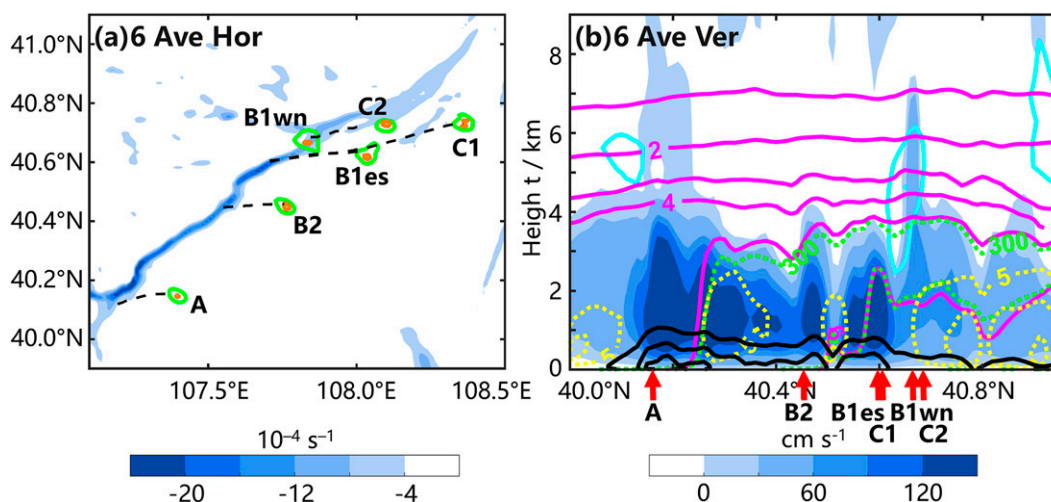 (a)6 Ave Hor
41.0°N
40.8°N
40.6°N
40.4°N
40.2°N
40.0°N
B1wn
C2
C1
B1es
B2
A
107.5°E
108.0°E
108.5°E
10⁻⁴ s⁻¹
-20
-12
-4
(b)6 Ave Ver
Heigh t / km
8
6
4
2
0
2
4
300
300
5
40.0°N
40.4°N
40.8°N
A
B2
B1es
C1
B1wn
C2
cm s⁻¹
0
60
120